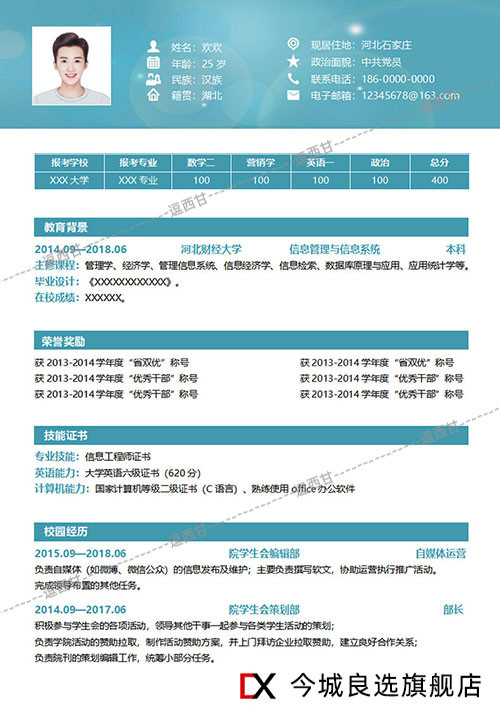 姓名：欢欢
现居住地：河北石家庄
年龄：25 岁
政治面貌：中共党员
民族：汉族
联系电话：186-0000-0000
籍贯：湖北
电子邮箱：12345678@163.com
报考学校 报考专业 数学二 营销学 英语一 政治 总分
XXX 大学 XXX 专业 100 100 100 100 400
教育背景
2014.09—2018.06 河北财经大学 信息管理与信息系统 本科
主修课程：管理学、经济学、管理信息系统、信息经济学、信息检索、数据库原理与应用、应用统计学等。
毕业设计：《XXXXXXXXXXXX》。
在校成绩：XXXXXX。
荣誉奖励
获 2013-2014 学年度“省双优”称号 获 2013-2014 学年度“省双优”称号
获 2013-2014 学年度“优秀干部”称号 获 2013-2014 学年度“优秀干部”称号
获 2013-2014 学年度“优秀干部”称号 获 2013-2014 学年度“优秀干部”称号
技能证书
专业技能：信息工程师证书
英语能力：大学英语六级证书（620 分）
计算机能力：国家计算机等级二级证书（C 语言）、熟练使用 office 办公软件
校园经历
2015.09—2018.06 院学生会编辑部 自媒体运营
负责自媒体（如微博、微信公众）的信息发布及维护；主要负责撰写软文，协助运营执行推广活动。
完成领导布置的其他任务。
2014.09—2017.06 院学生会策划部 部长
积极参与学生会的各项活动，领导其他干事一起参与各类学生活动的策划；
负责学院活动的赞助拉取，制作活动赞助方案，并上门拜访企业拉取赞助，建立良好合作关系；
负责院刊的策划编辑工作，统筹小部分任务。
逗西甘
逗西甘
逗西甘
逗西甘
逗西甘
逗西甘
逗西甘
逗西甘
DX 今城良选旗舰店